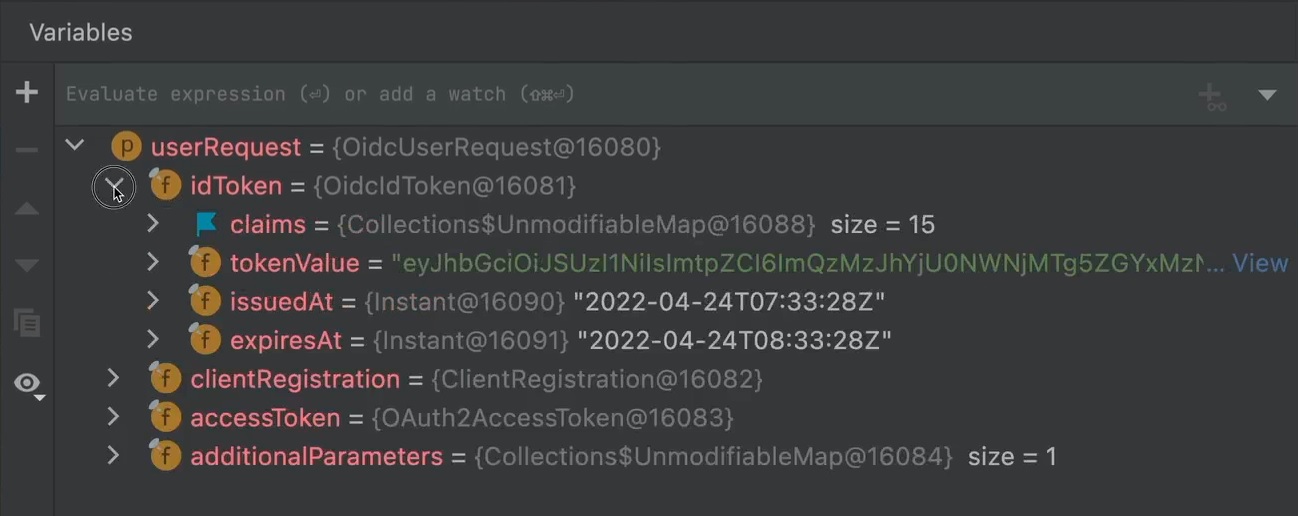 Variables
Evaluate expression (⏎) or add a watch (⇧⌘⏎)
p userRequest = {OidcUserRequest@16080}
f idToken = {OidcIdToken@16081}
claims = {Collections$UnmodifiableMap@16088} size = 15
f tokenValue = "eyJhbGciOiJSUzI1NiIsImtpZCI6ImQzMzJhYjU0NWNjMTg5ZGYxMzN... View
f issuedAt = {Instant@16090} "2022-04-24T07:33:28Z"
f expiresAt = {Instant@16091} "2022-04-24T08:33:28Z"
f clientRegistration = {ClientRegistration@16082}
f accessToken = {OAuth2AccessToken@16083}
f additionalParameters = {Collections$UnmodifiableMap@16084} size = 1